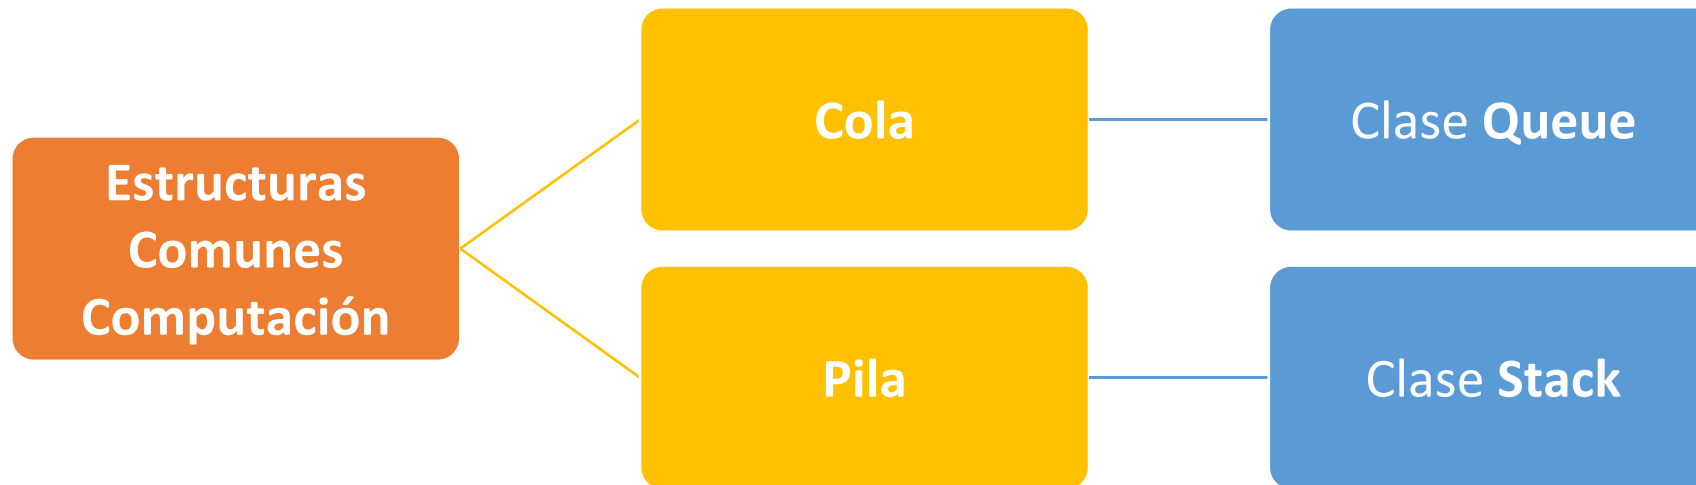 Estructuras
Comunes
Computación
Cola
Clase Queue
Pila
Clase Stack